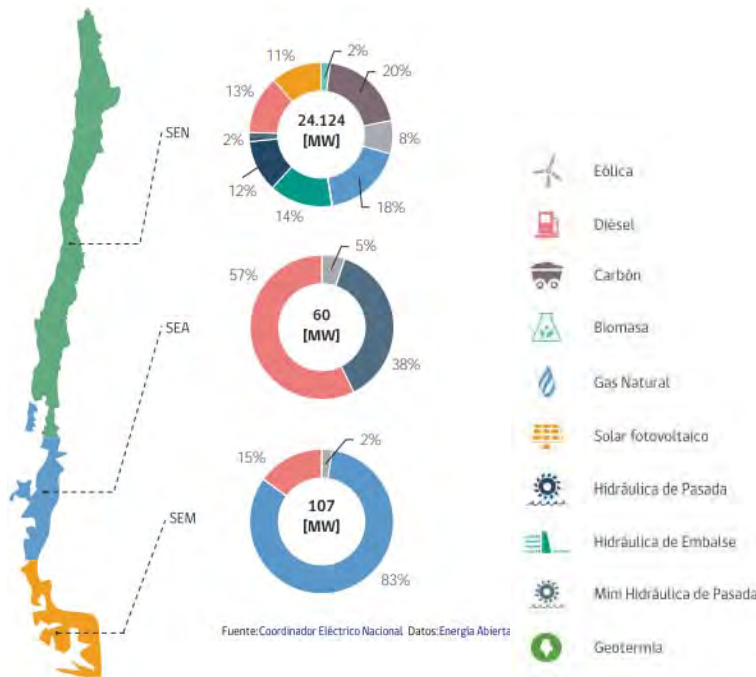 11%
2%
20%
13%
24.124
[MW]
SEN
2%
8%
12%
18%
14%
5%
57%
SEA
60
[MW]
38%
2%
15%
107
[MW]
SEM
83%
Fuente:Coordinador Eléctrico Nacional Datos:Energía Abierta
Eólica
Diésel
Carbón
Biomasa
Gas Natural
Solar fotovoltaico
Hidráulica de Pasada
Hidráulica de Embalse
Mini Hidráulica de Pasada
Geotermia